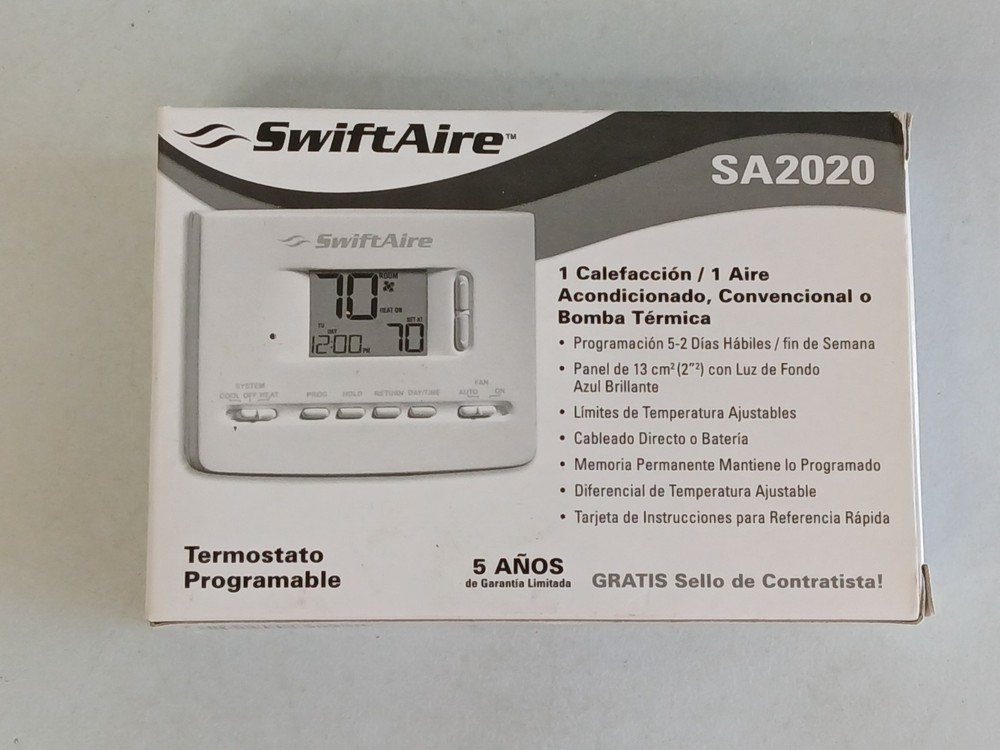 SwiftAire™
SA2020
SwiftAire
70 ROOM
HEAT ON
SET AT
12:00 PM 70
SYSTEM
COOL OFF HEAT
PROG HOLD RETURN DAY/TIME
FAN
AUTO ON
1 Calefacción / 1 Aire
Acondicionado, Convencional o
Bomba Térmica
• Programación 5-2 Días Hábiles / fin de Semana
• Panel de 13 cm² (2"²) con Luz de Fondo
Azul Brillante
• Límites de Temperatura Ajustables
• Cableado Directo o Batería
• Memoria Permanente Mantiene lo Programado
• Diferencial de Temperatura Ajustable
• Tarjeta de Instrucciones para Referencia Rápida
Termostato
Programable
5 AÑOS
de Garantía Limitada
GRATIS Sello de Contratista!